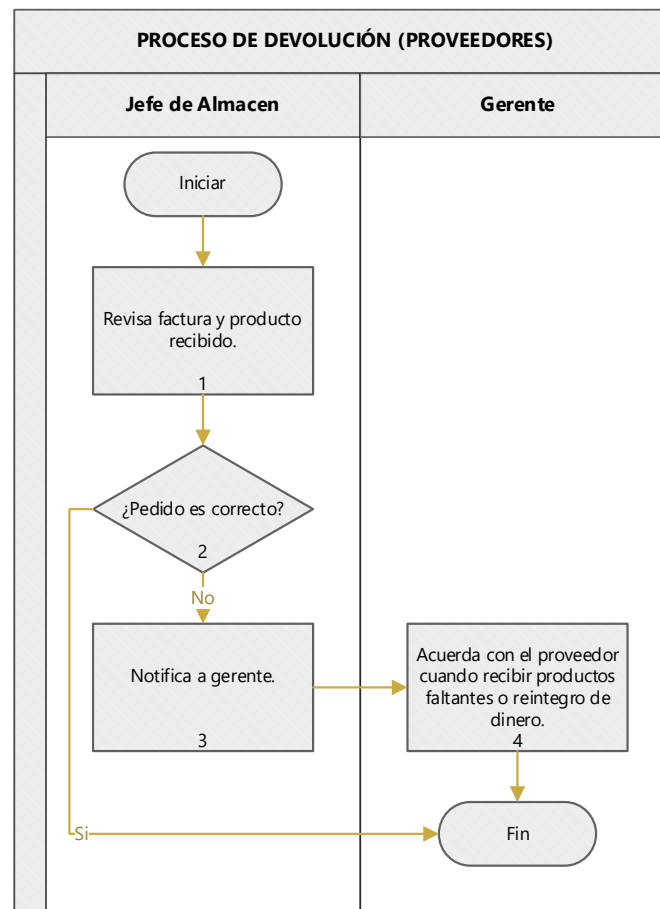 PROCESO DE DEVOLUCIÓN (PROVEEDORES)
Jefe de Almacen
Gerente
Iniciar
Revisa factura y producto
recibido.
1
¿Pedido es correcto?
2
No
Notifica a gerente.
3
Acuerda con el proveedor
cuando recibir productos
faltantes o reintegro de
dinero.
4
Si
Fin